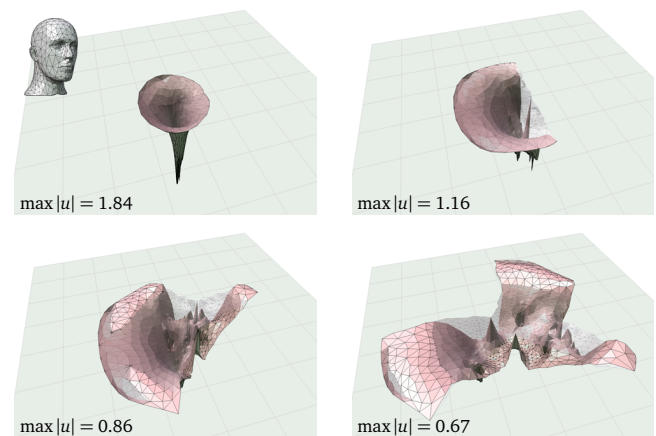 max |u| = 1.84
max |u| = 1.16
max |u| = 0.86
max |u| = 0.67